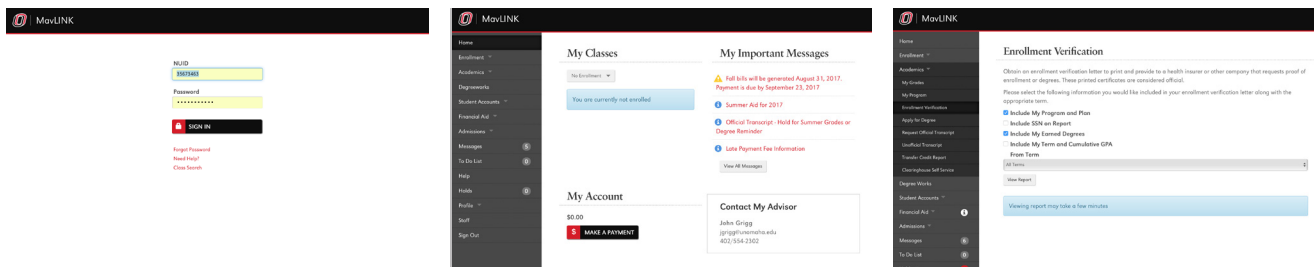 MavLINK
NUID
Password
SIGN IN
Forgot Password
Need Help?
Class Search
MavLINK
Home
Enrollment
Academics
Degreeworks
Student Accounts
Financial Aid
Admissions
Messages 5
To Do List 0
Help
Holds 0
Profile
Staff
Sign Out
My Classes
No Enrollment
You are currently not enrolled
My Important Messages
Fall bills will be generated August 31, 2017.
Payment is due by September 23, 2017
Summer Aid for 2017
Official Transcript - Hold for Summer Grades or
Degree Reminder
Late Payment Fee Information
View All Messages
My Account
$0.00
$ MAKE A PAYMENT
Contact My Advisor
John Grigg
jgrigg@unomaha.edu
402/554-2302
MavLINK
Home
Enrollment
Academics
My Grades
My Program
Enrollment Verification
Apply for Degree
Request Official Transcript
Unofficial Transcript
Transfer Credit Report
Clearinghouse Self Service
Degree Works
Student Accounts
Financial Aid
Admissions
Messages 6
To Do List 0
Enrollment Verification
Obtain an enrollment verification letter to print and provide to a health insurer or other company that requests proof of
enrollment or degrees. These printed certificates are considered official.
Please select the following information you would like included in your enrollment verification letter along with the
appropriate term.
Include My Program and Plan
Include SSN on Report
Include My Earned Degrees
Include My Term and Cumulative GPA
From Term
All Terms
View Report
Viewing report may take a few minutes